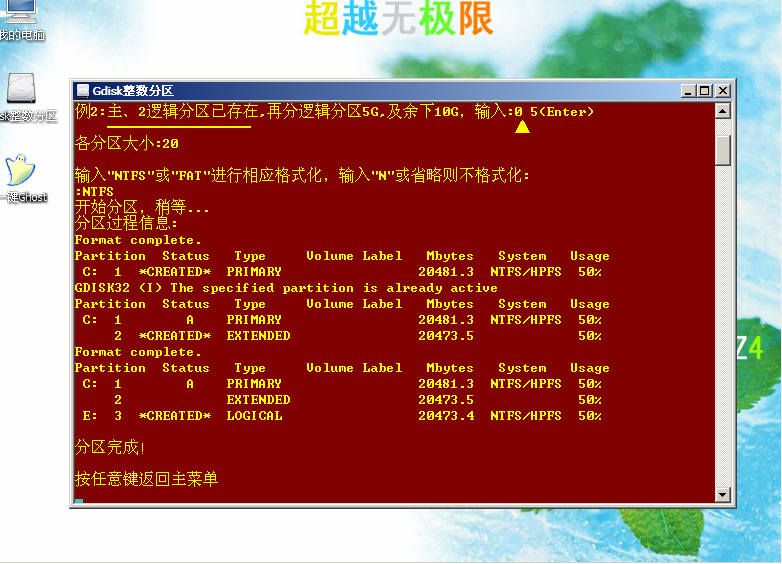 超越无极限
我的电脑
Gdisk整数分区
sk整数分区
例2:主、2逻辑分区已存在,再分逻辑分区5G,及余下10G, 输入:0 5(Enter)
各分区大小:20
输入"NTFS"或"FAT"进行相应格式化, 输入"N"或省略则不格式化:
:NTFS
开始分区, 稍等...
分区过程信息:
Format complete.
Partition Status Type Volume Label Mbytes System Usage
C: 1 *CREATED* PRIMARY 20481.3 NTFS/HPFS 50%
GDISK32 (I) The specified partition is already active
Partition Status Type Volume Label Mbytes System Usage
C: 1 A PRIMARY 20481.3 NTFS/HPFS 50%
2 *CREATED* EXTENDED 20473.5 50%
Format complete.
Partition Status Type Volume Label Mbytes System Usage
C: 1 A PRIMARY 20481.3 NTFS/HPFS 50%
2 EXTENDED 20473.5 50%
E: 3 *CREATED* LOGICAL 20473.4 NTFS/HPFS 50%
分区完成!
按任意键返回主菜单
一键Ghost
Z4